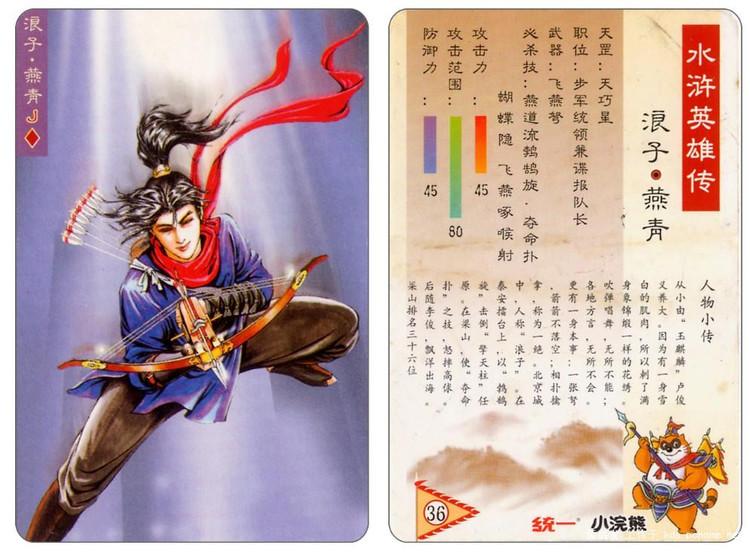 浪子·燕青J
水浒英雄传
浪子·燕青
天罡：天巧星
职位：步军统领兼谍报队长
武器：飞燕弩
必杀技：燕道流鹁鸪旋·夺命扑
蝴蝶隐 飞燕啄喉射
攻击力：
45
攻击范围：
80
防御力：
45
人物小传
从小由“玉麒麟”卢俊
义养大。因为有一身雪
白的肌肉，所以刺了满
身象锦缎一样的花绣。
吹弹唱舞，无所不能；
各地方言，无所不会。
更有一身本事：一张弩
，箭箭不落空；相扑擒
拿，称为一绝。北京城
中，人称“浪子”。在
泰安擂台上，以“鹁鸪
旋”击倒“擎天柱”任
原。在梁山，使“夺命
扑”之技，怒摔高俅。
后随李俊，飘洋出海。
梁山排名三十六位
36
统一 小浣熊